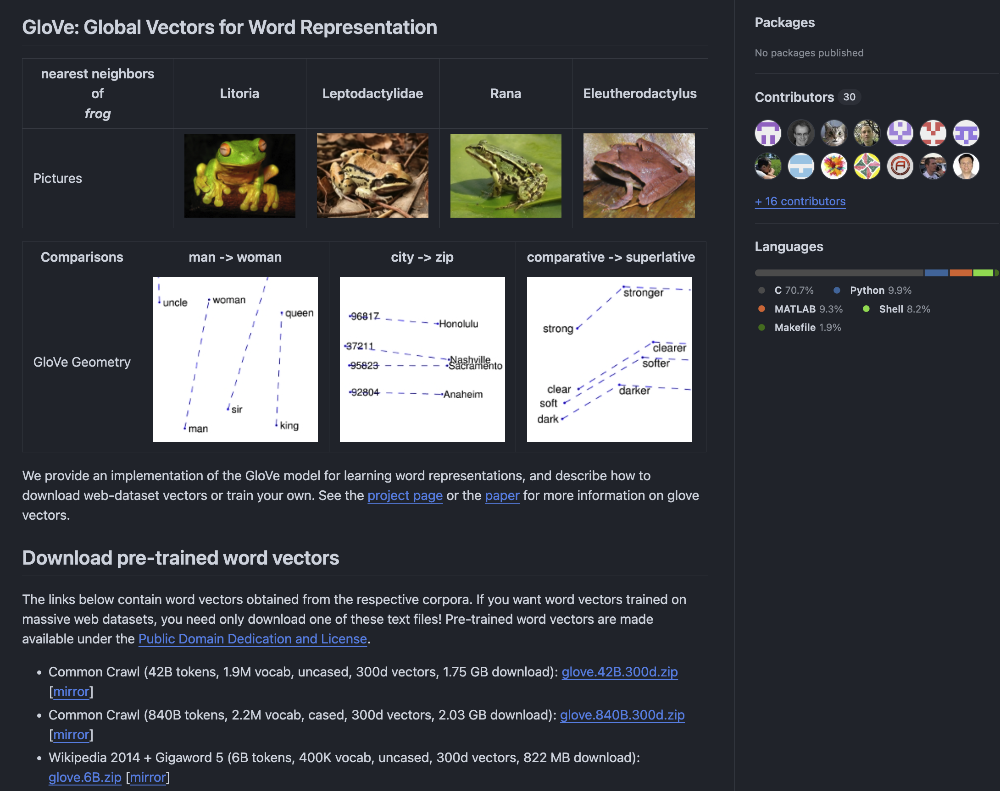 GloVe: Global Vectors for Word Representation
nearest neighbors
of
frog
Litoria
Leptodactylidae
Rana
Eleutherodactylus
Pictures
Comparisons
man -> woman
city -> zip
comparative -> superlative
GloVe Geometry
uncle
woman
queen
sir
man
king
96817
Honolulu
37211
Nashville
95823
Sacramento
92804
Anaheim
stronger
strong
clearer
softer
clear
darker
soft
dark
We provide an implementation of the GloVe model for learning word representations, and describe how to
download web-dataset vectors or train your own. See the project page or the paper for more information on glove
vectors.
Download pre-trained word vectors
The links below contain word vectors obtained from the respective corpora. If you want word vectors trained on
massive web datasets, you need only download one of these text files! Pre-trained word vectors are made
available under the Public Domain Dedication and License.
• Common Crawl (42B tokens, 1.9M vocab, uncased, 300d vectors, 1.75 GB download): glove.42B.300d.zip
[mirror]
• Common Crawl (840B tokens, 2.2M vocab, cased, 300d vectors, 2.03 GB download): glove.840B.300d.zip
[mirror]
• Wikipedia 2014 + Gigaword 5 (6B tokens, 400K vocab, uncased, 300d vectors, 822 MB download):
glove.6B.zip [mirror]
Packages
No packages published
Contributors 30
A
+ 16 contributors
Languages
C 70.7% Python 9.9%
MATLAB 9.3% Shell 8.2%
Makefile 1.9%